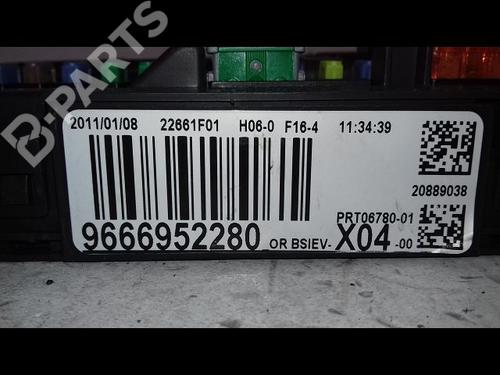 B-PARTS
2011/01/08 22661F01 H06-0 F16-4 11:34:39
20889038
PRT06780-01
9666952280 OR BSIEV- X04 -00